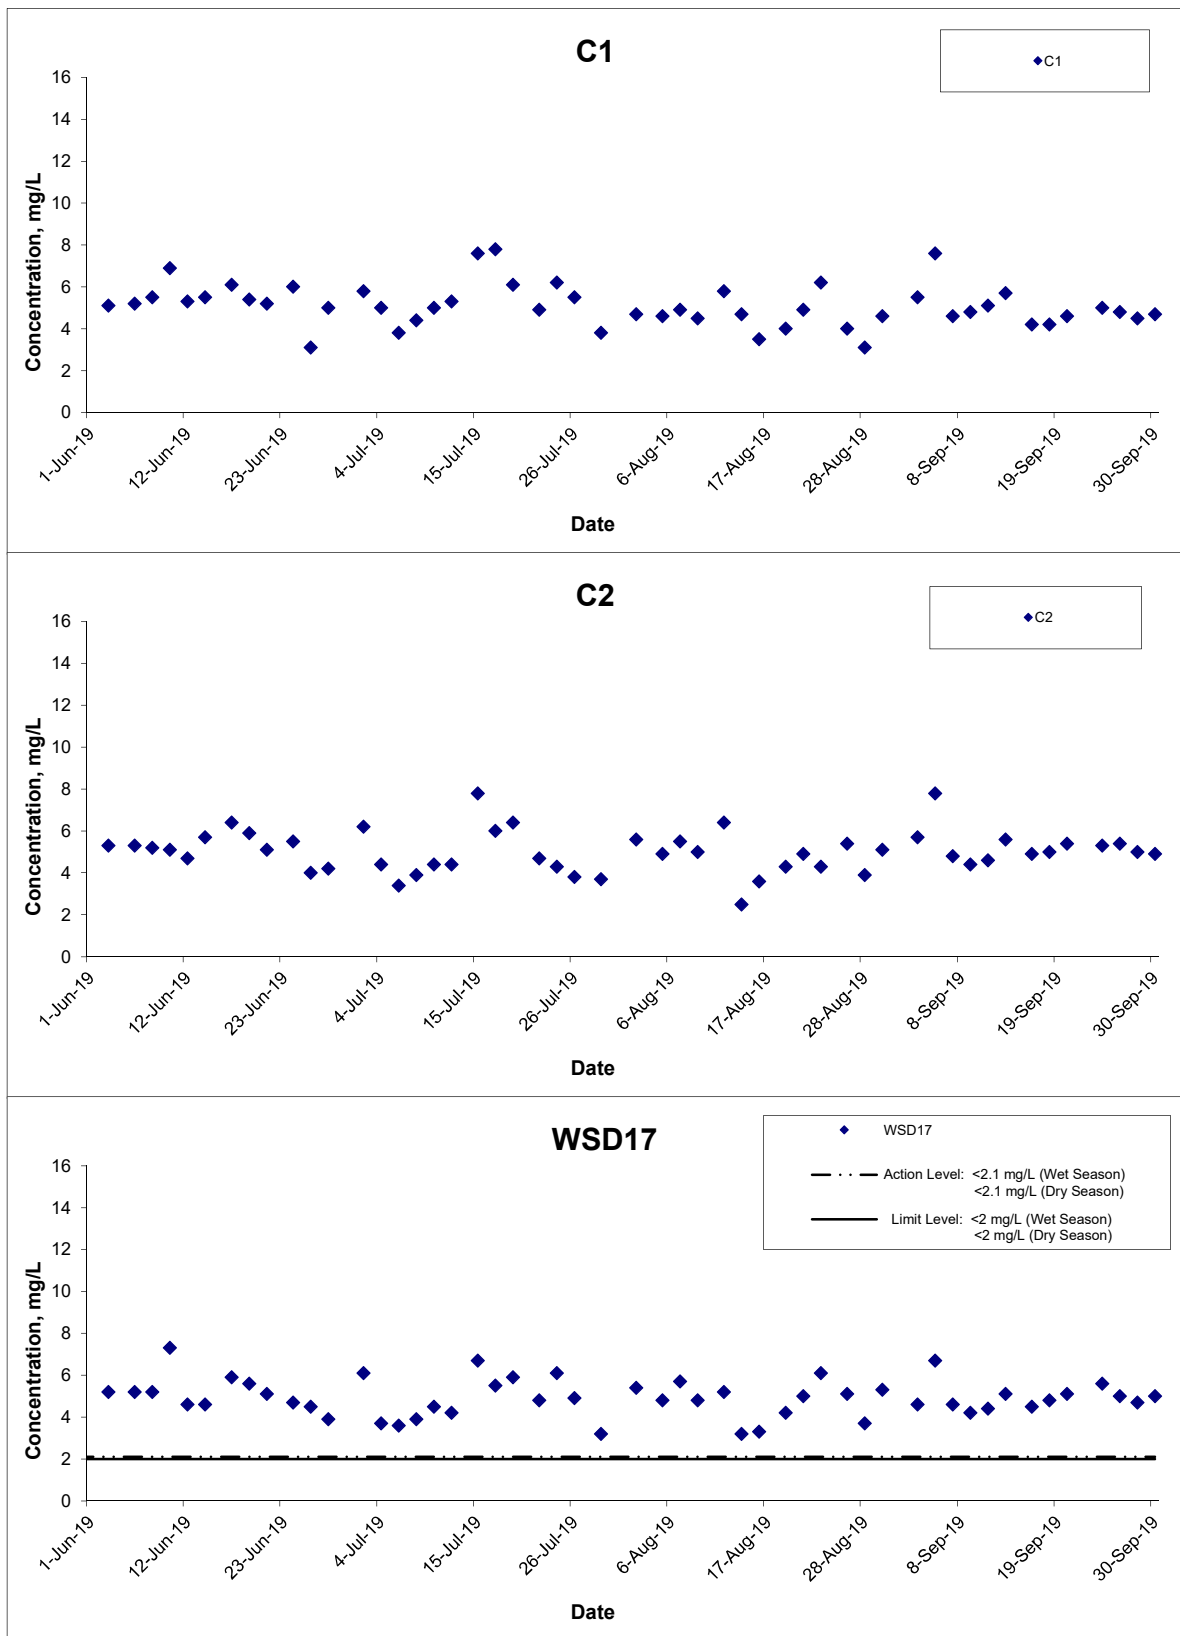 C1
C1
16
14
12
10
8
6
4
2
0
Concentration, mg/L
1-Jun-19
12-Jun-19
23-Jun-19
4-Jul-19
15-Jul-19
26-Jul-19
6-Aug-19
17-Aug-19
28-Aug-19
8-Sep-19
19-Sep-19
30-Sep-19
Date
C2
C2
16
14
12
10
8
6
4
2
0
Concentration, mg/L
1-Jun-19
12-Jun-19
23-Jun-19
4-Jul-19
15-Jul-19
26-Jul-19
6-Aug-19
17-Aug-19
28-Aug-19
8-Sep-19
19-Sep-19
30-Sep-19
Date
WSD17
WSD17
Action Level: <2.1 mg/L (Wet Season)
<2.1 mg/L (Dry Season)
Limit Level: <2 mg/L (Wet Season)
<2 mg/L (Dry Season)
16
14
12
10
8
6
4
2
0
Concentration, mg/L
1-Jun-19
12-Jun-19
23-Jun-19
4-Jul-19
15-Jul-19
26-Jul-19
6-Aug-19
17-Aug-19
28-Aug-19
8-Sep-19
19-Sep-19
30-Sep-19
Date